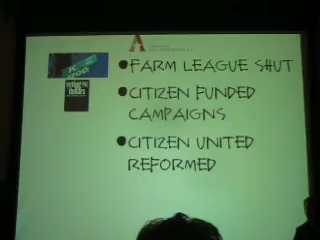 FARM LEAGUE SHUT
CITIZEN FUNDED
CAMPAIGNS
CITIZEN UNITED
REFORMED